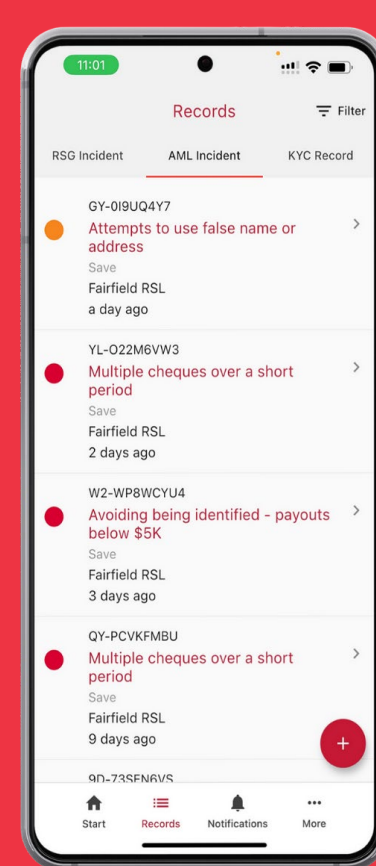 11:01
Records
Filter
RSG Incident
AML Incident
KYC Record
GY-0I9UQ4Y7
Attempts to use false name or
address
Save
Fairfield RSL
a day ago
YL-O22M6VW3
Multiple cheques over a short
period
Save
Fairfield RSL
2 days ago
W2-WP8WCYU4
Avoiding being identified - payouts
below $5K
Save
Fairfield RSL
3 days ago
QY-PCVKFMBU
Multiple cheques over a short
period
Save
Fairfield RSL
9 days ago
+
9D-73SFN6VS
Start
Records
Notifications
More